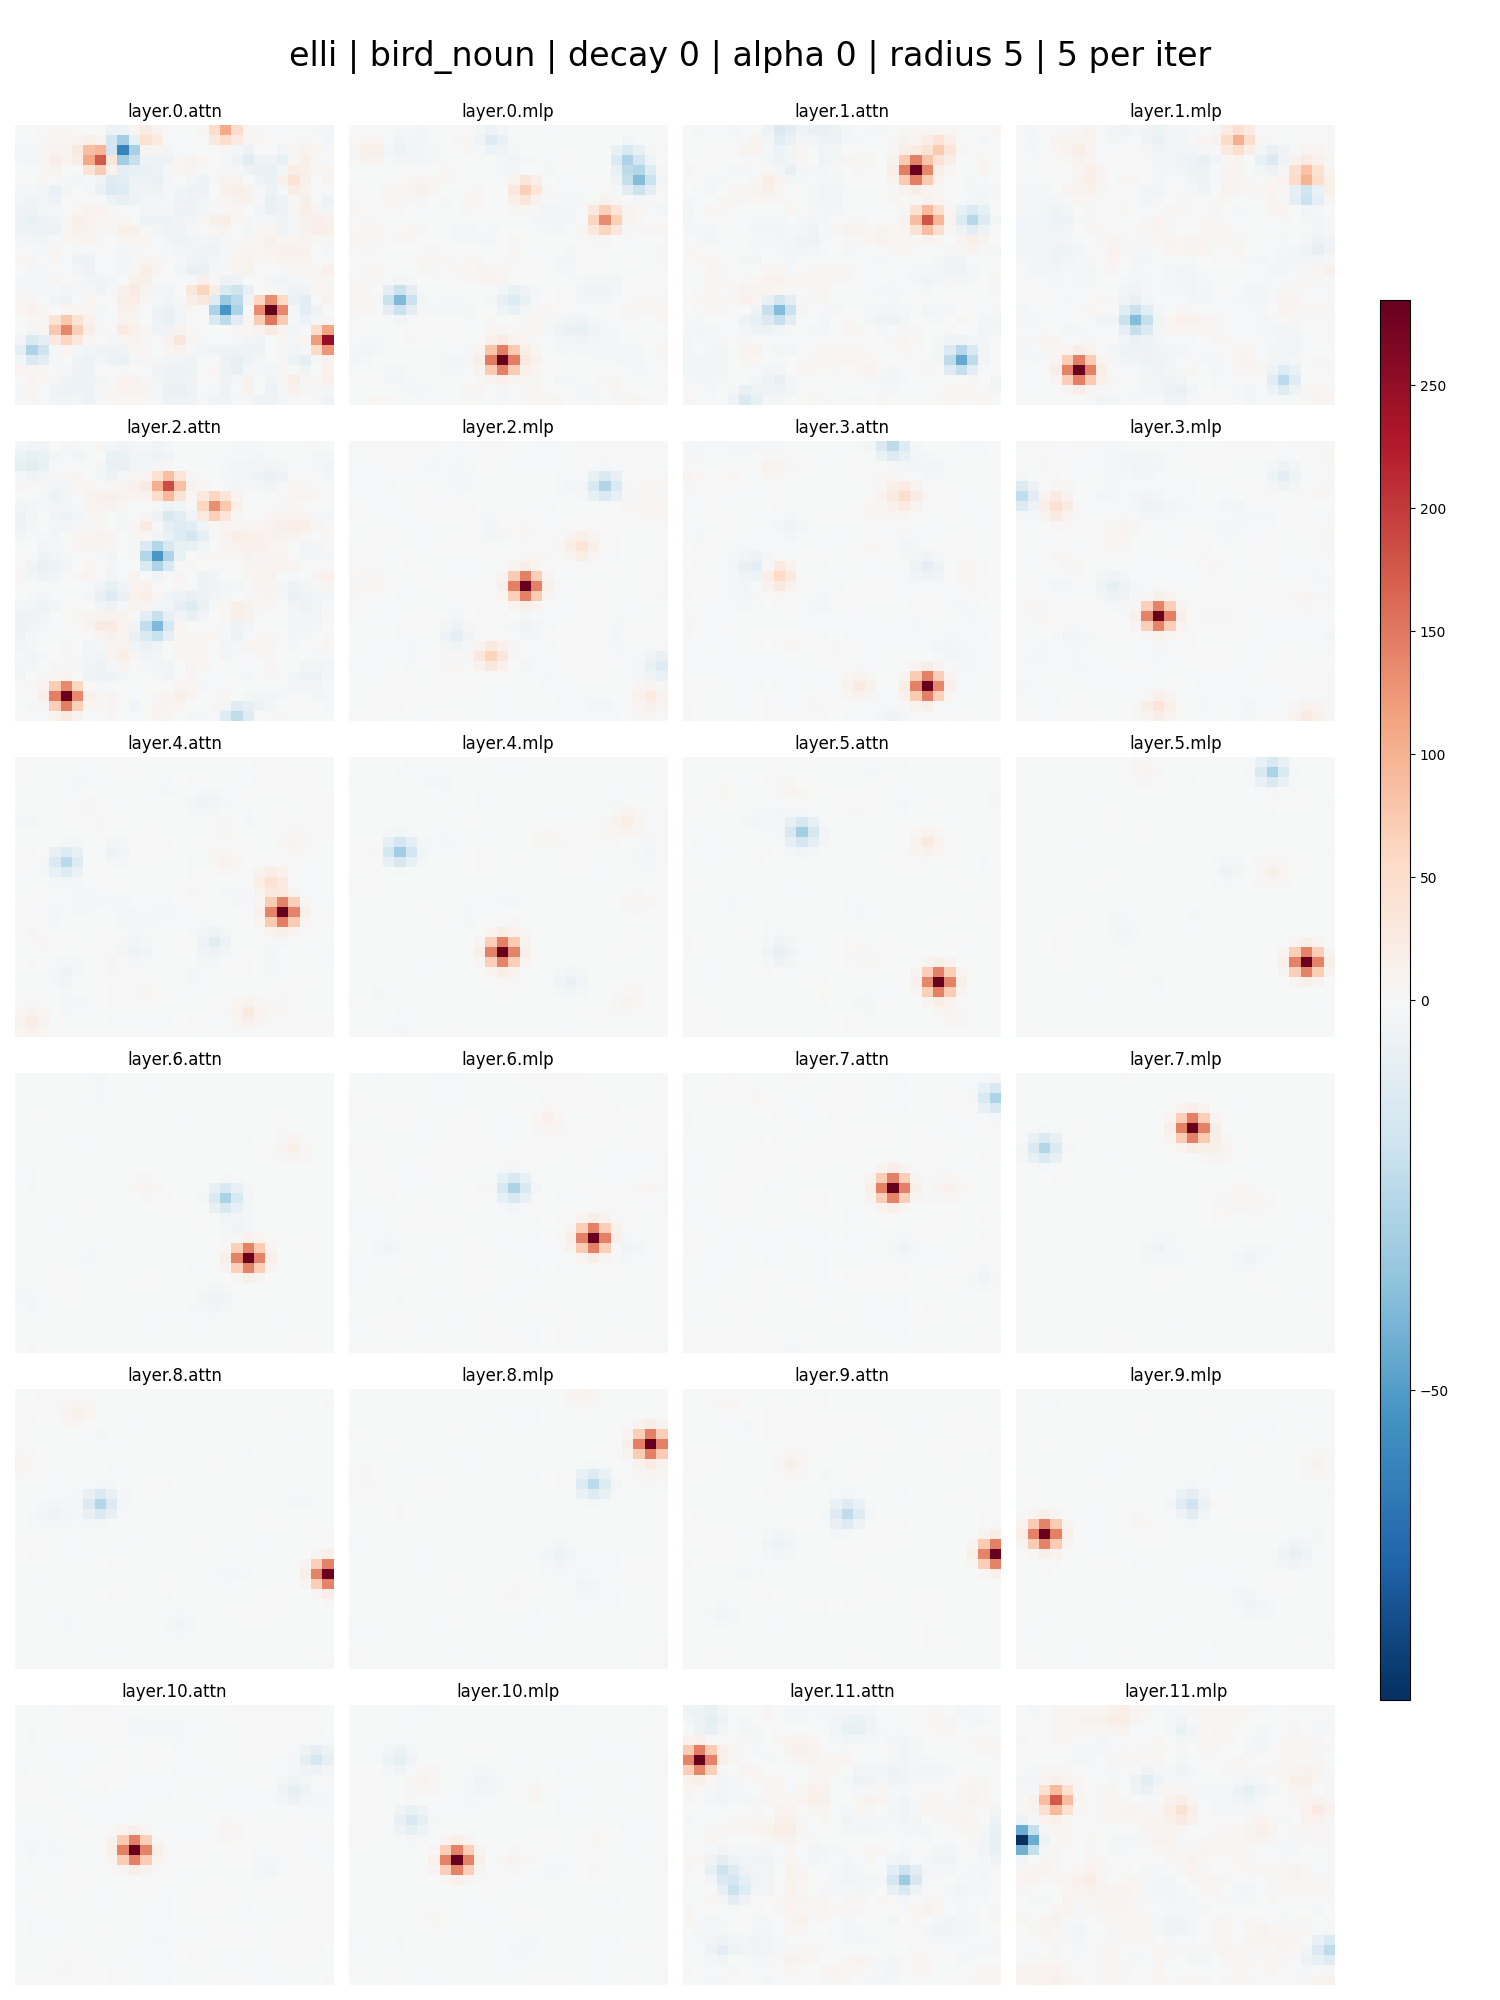 elli | bird_noun | decay 0 | alpha 0 | radius 5 | 5 per iter
layer.0.attn
layer.0.mlp
layer.1.attn
layer.1.mlp
layer.2.attn
layer.2.mlp
layer.3.attn
layer.3.mlp
layer.4.attn
layer.4.mlp
layer.5.attn
layer.5.mlp
layer.6.attn
layer.6.mlp
layer.7.attn
layer.7.mlp
layer.8.attn
layer.8.mlp
layer.9.attn
layer.9.mlp
layer.10.attn
layer.10.mlp
layer.11.attn
layer.11.mlp
250
200
150
100
50
0
−50